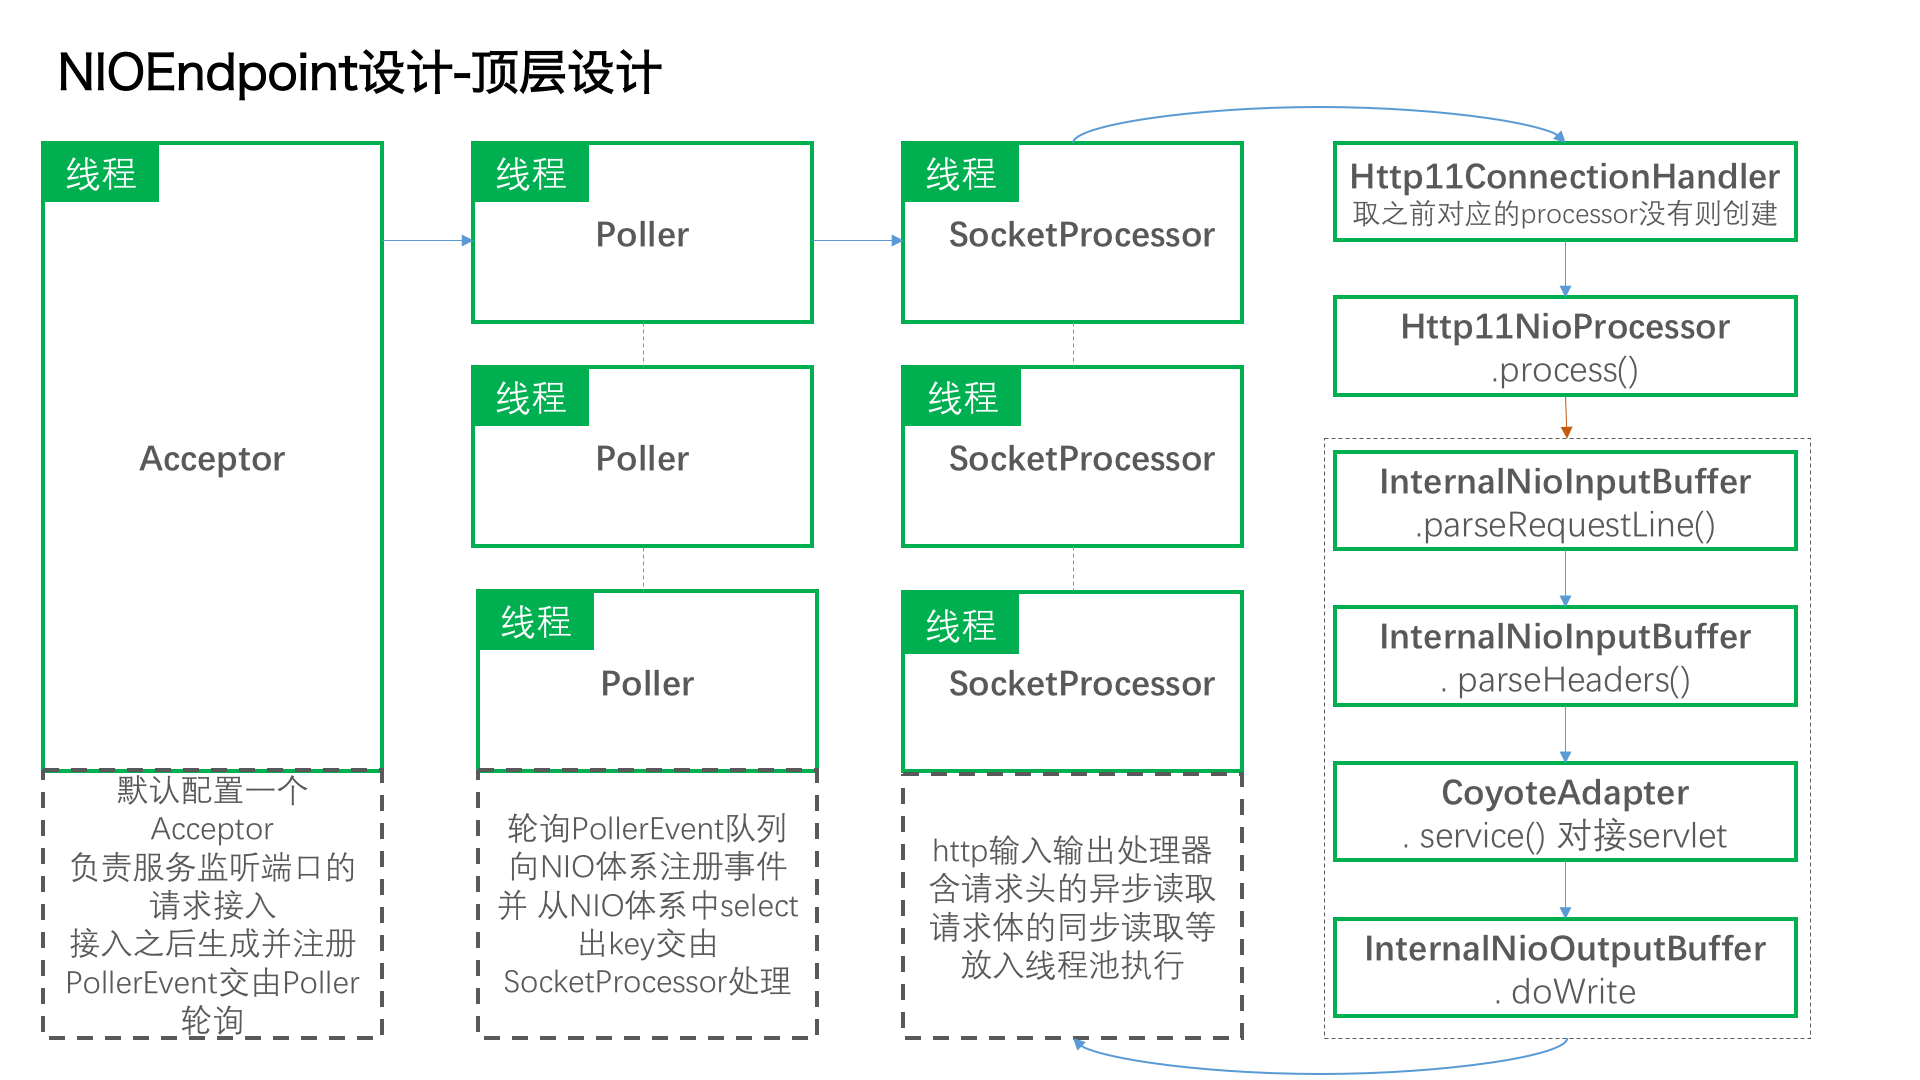 NIOEndpoint设计-顶层设计
线程
Acceptor
默认配置一个
Acceptor
负责服务监听端口的
请求接入
接入之后生成并注册
PollerEvent交由Poller
轮询
线程
Poller
线程
Poller
线程
Poller
轮询PollerEvent队列
向NIO体系注册事件
并 从NIO体系中select
出key交由
SocketProcessor处理
线程
SocketProcessor
线程
SocketProcessor
线程
SocketProcessor
http输入输出处理器
含请求头的异步读取
请求体的同步读取等
放入线程池执行
Http11ConnectionHandler
取之前对应的processor没有则创建
Http11NioProcessor
.process()
InternalNioInputBuffer
.parseRequestLine()
InternalNioInputBuffer
. parseHeaders()
CoyoteAdapter
. service() 对接servlet
InternalNioOutputBuffer
. doWrite